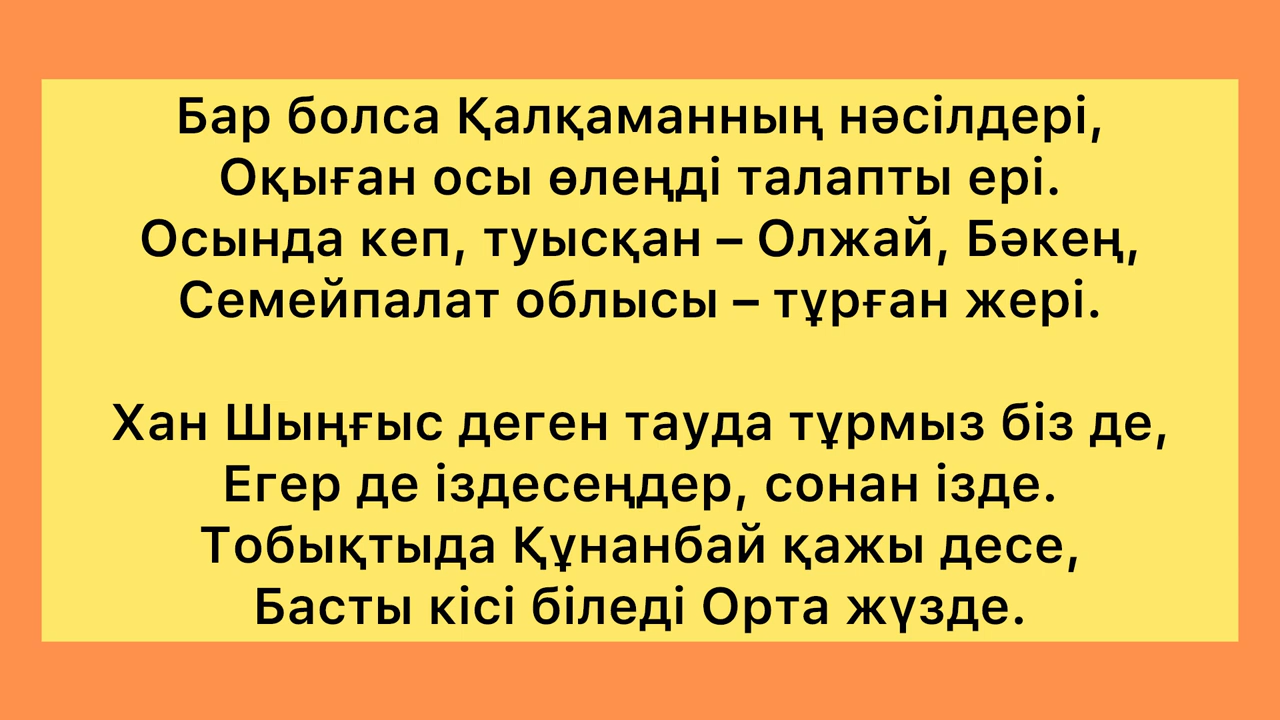 Бар болса Қалқаманның нәсілдері,
Оқыған осы өлеңді талапты ері.
Осында кеп, туысқан – Олжай, Бәкең,
Семейпалат облысы – тұрған жері.
Хан Шыңғыс деген тауда тұрмыз біз де,
Егер де іздесеңдер, сонан ізде.
Тобықтыда Құнанбай қажы десе,
Басты кісі біледі Орта жүзде.